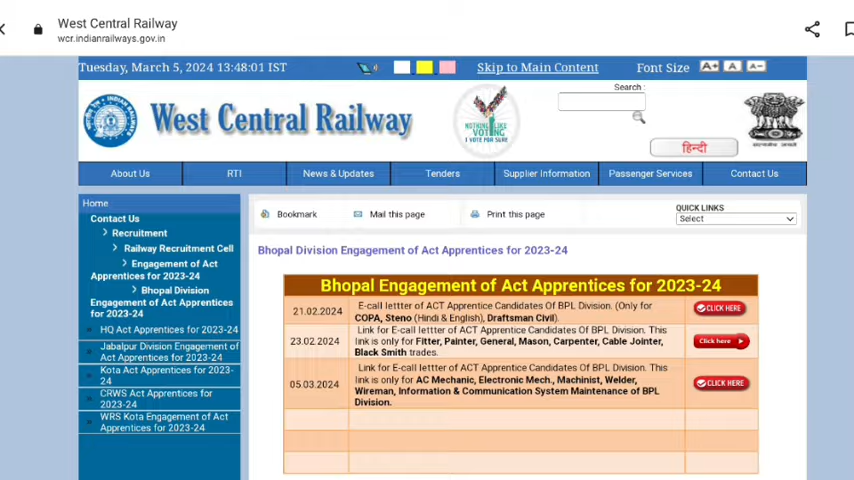 West Central Railway
wcr.indianrailways.gov.in
Tuesday, March 5, 2024 13:48:01 IST
Skip to Main Content
Font Size A+ A A-
Search :
West Central Railway
NOTHING LIKE
VOTING
I VOTE FOR SURE
हिन्दी
About Us RTI News & Updates Tenders Supplier Information Passenger Services Contact Us
Home
Contact Us
Recruitment
Railway Recruitment Cell
Engagement of Act
Apprentices for 2023-24
Bhopal Division
Engagement of Act Apprentices
for 2023-24
HQ Act Apprentices for 2023-24
Jabalpur Division Engagement of
Act Apprentices for 2023-24
Kota Act Apprentices for 2023-
24
CRWS Act Apprentices for
2023-24
WRS Kota Engagement of Act
Apprentices for 2023-24
Bookmark Mail this page Print this page
QUICK LINKS
Select
Bhopal Division Engagement of Act Apprentices for 2023-24
Bhopal Engagement of Act Apprentices for 2023-24
21.02.2024
E-call lettter of ACT Apprentice Candidates Of BPL Division. (Only for
COPA, Steno (Hindi & English), Draftsman Civil).
CLICK HERE
23.02.2024
Link for E-call lettter of ACT Apprentice Candidates Of BPL Division. This
link is only for Fitter, Painter, General, Mason, Carpenter, Cable Jointer,
Black Smith trades.
Click here
05.03.2024
Link for E-call lettter of ACT Apprentice Candidates Of BPL Division. This
link is only for AC Mechanic, Electronic Mech., Machinist, Welder,
Wireman, Information & Communication System Maintenance of BPL
Division.
CLICK HERE